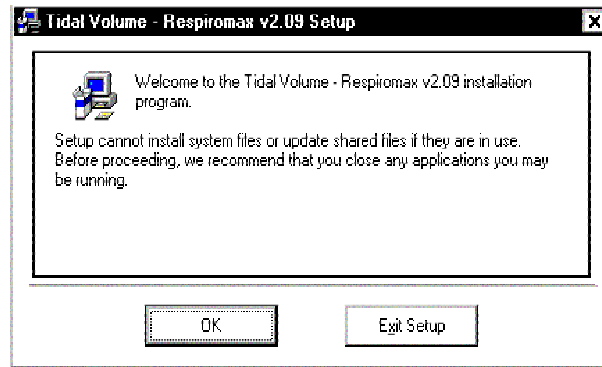 Tidal Volume - Respiromax v2.09 Setup
Welcome to the Tidal Volume - Respiromax v2.09 installation
program.
Setup cannot install system files or update shared files if they are in use.
Before proceeding, we recommend that you close any applications you may
be running.
OK
Exit Setup